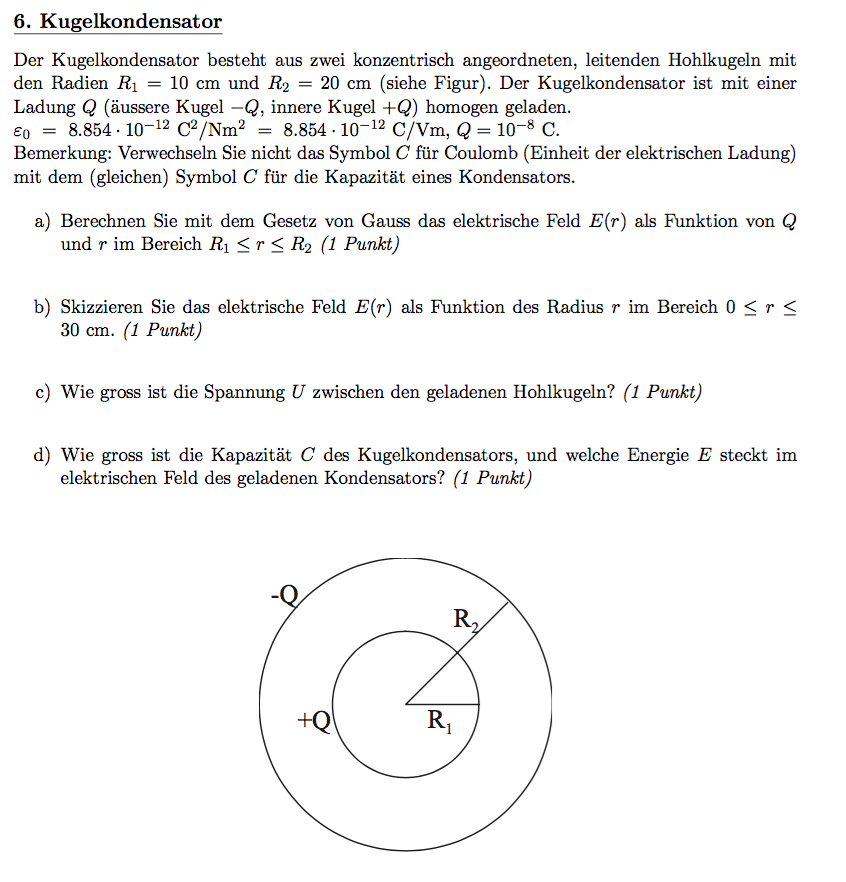 6. Kugelkondensator
Der Kugelkondensator besteht aus zwei konzentrisch angeordneten, leitenden Hohlkugeln mit
den Radien R₁ = 10 cm und R₂ = 20 cm (siehe Figur). Der Kugelkondensator ist mit einer
Ladung Q (äussere Kugel −Q, innere Kugel +Q) homogen geladen.
ε₀ = 8.854 · 10⁻¹² C²/Nm² = 8.854 · 10⁻¹² C/Vm, Q = 10⁻⁸ C.
Bemerkung: Verwechseln Sie nicht das Symbol C für Coulomb (Einheit der elektrischen Ladung)
mit dem (gleichen) Symbol C für die Kapazität eines Kondensators.
a) Berechnen Sie mit dem Gesetz von Gauss das elektrische Feld E(r) als Funktion von Q
und r im Bereich R₁ ≤ r ≤ R₂ (1 Punkt)
b) Skizzieren Sie das elektrische Feld E(r) als Funktion des Radius r im Bereich 0 ≤ r ≤
30 cm. (1 Punkt)
c) Wie gross ist die Spannung U zwischen den geladenen Hohlkugeln? (1 Punkt)
d) Wie gross ist die Kapazität C des Kugelkondensators, und welche Energie E steckt im
elektrischen Feld des geladenen Kondensators? (1 Punkt)
-Q
R₂
+Q
R₁